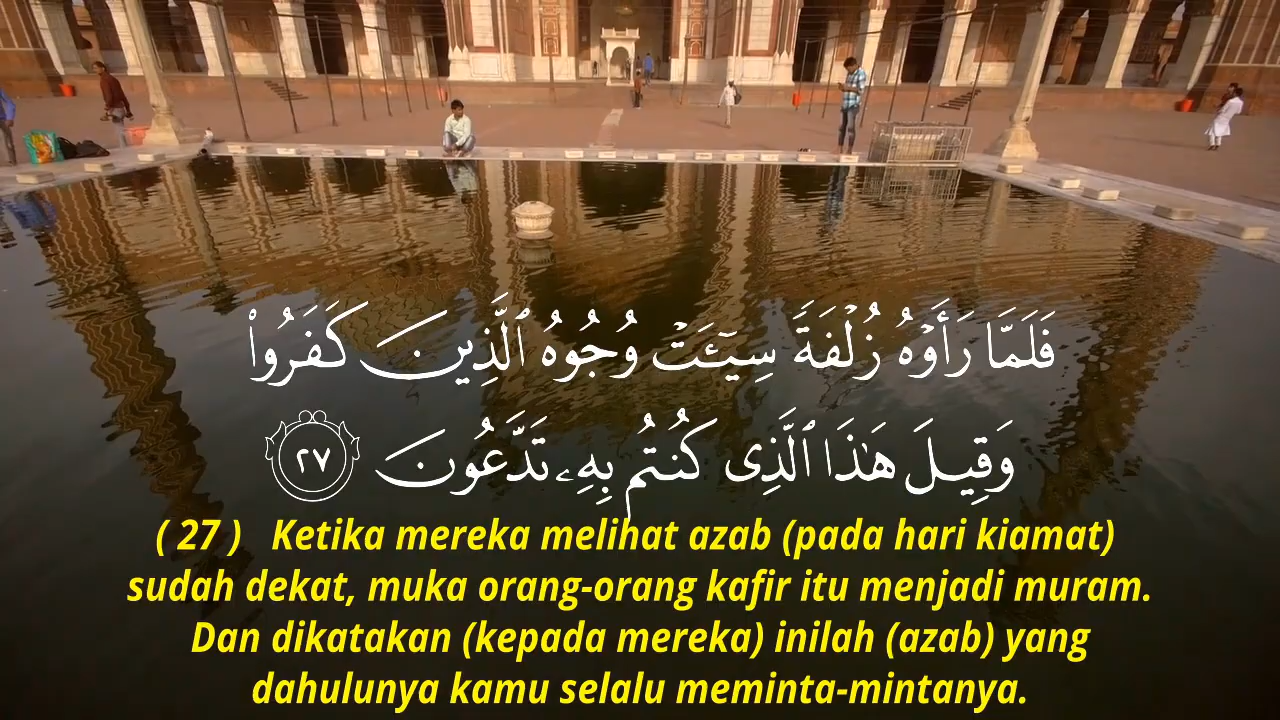 فَلَمَّا رَأَوْهُ زُلْفَةً سِيٓـَٔتْ وُجُوهُ ٱلَّذِينَ كَفَرُوا۟
وَقِيلَ هَـٰذَا ٱلَّذِى كُنتُم بِهِۦ تَدَّعُونَ ٢٧
( 27 ) Ketika mereka melihat azab (pada hari kiamat)
sudah dekat, muka orang-orang kafir itu menjadi muram.
Dan dikatakan (kepada mereka) inilah (azab) yang
dahulunya kamu selalu meminta-mintanya.